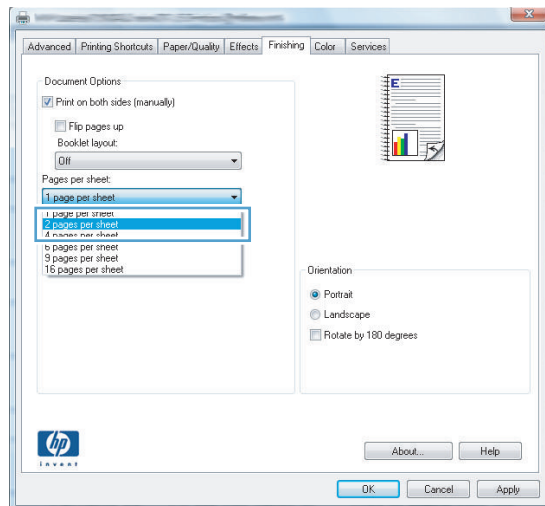 Advanced Printing Shortcuts Paper/Quality Effects Finishing Color Services
Document Options
Print on both sides (manually)
Flip pages up
Booklet layout:
Off
Pages per sheet:
1 page per sheet
1 page per sheet
2 pages per sheet
4 pages per sheet
6 pages per sheet
9 pages per sheet
16 pages per sheet
E
Orientation
Portrait
Landscape
Rotate by 180 degrees
hp
invent
About... Help
OK Cancel Apply